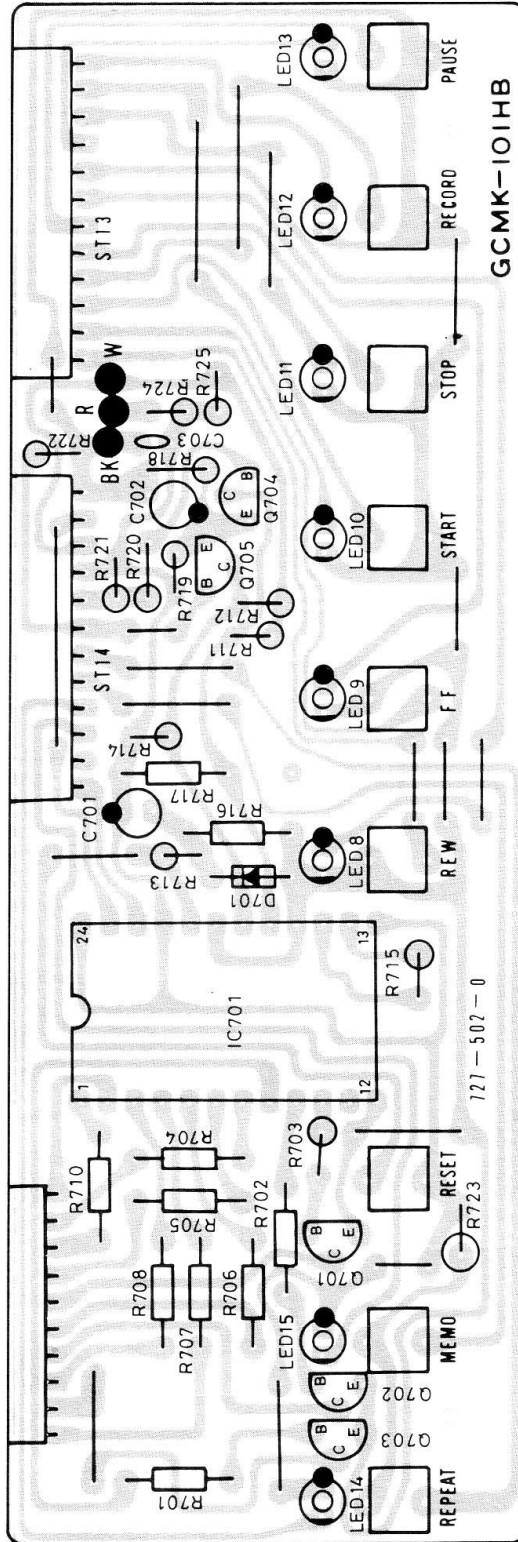 GCMK-101HB
ST13
ST14
LED13
PAUSE
LED12
RECORD
LED11
STOP
LED10
START
LED9
FF
LED8
REW
LED15
MEMO
LED14
REPEAT
RESET
W
R
BK
R725
R724
R722
C703
R718
C702
E C B
Q704
R721
R720
R719
B C E
Q705
R712
R711
R714
R717
C701
R716
R713
D701
24
13
IC701
1
12
R715
727-502-0
R710
R704
R705
R703
R702
B C E
Q701
R723
R708
R707
R706
B C E
Q702
B C E
Q703
R701